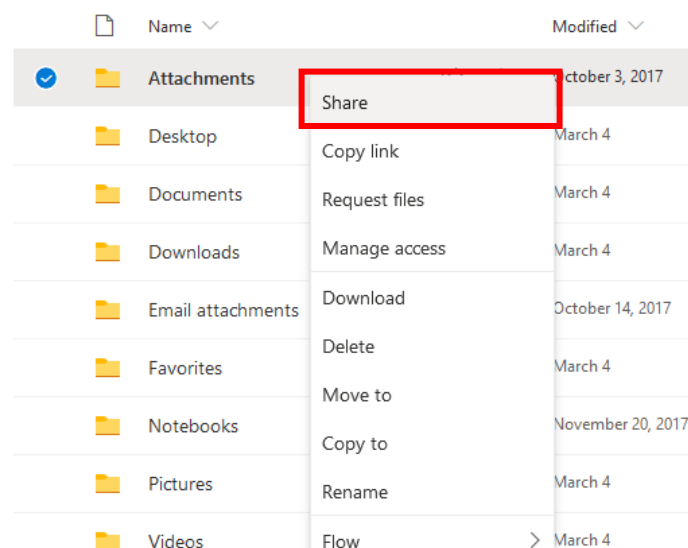 Name Modified
Attachments October 3, 2017
Share
Desktop March 4
Copy link
Documents March 4
Request files
Downloads March 4
Manage access
Email attachments October 14, 2017
Download
Favorites March 4
Delete
Move to
Notebooks November 20, 2017
Copy to
Pictures March 4
Rename
Videos March 4
Flow